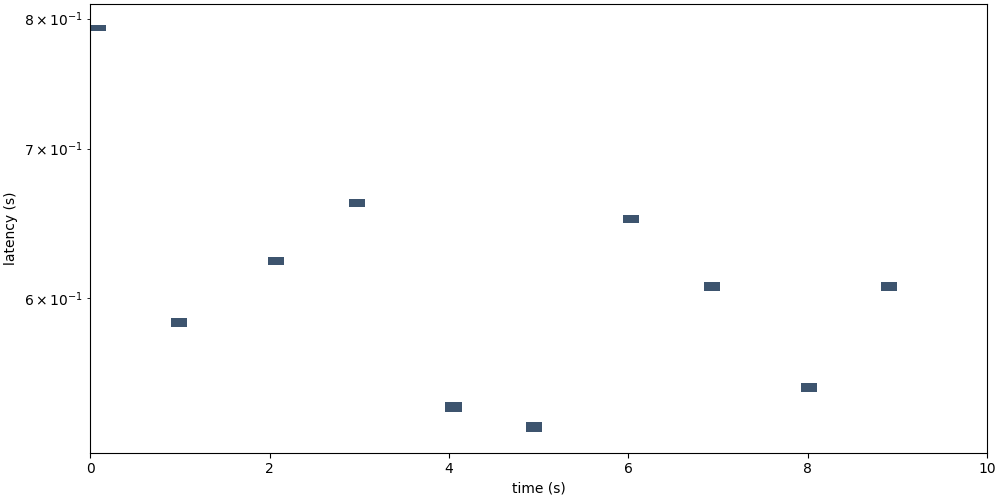 8 × 10⁻¹
7 × 10⁻¹
6 × 10⁻¹
latency (s)
0 2 4 6 8 10
time (s)